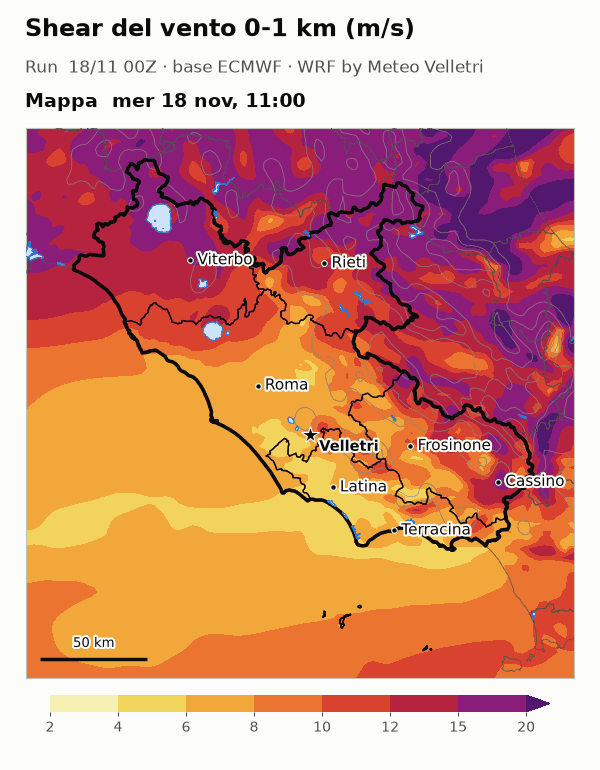 Shear del vento 0-1 km (m/s)
Run 18/11 00Z · base ECMWF · WRF by Meteo Velletri
Mappa mer 18 nov, 11:00
Viterbo
Rieti
Roma
Velletri
Frosinone
Cassino
Latina
Terracina
50 km
2 4 6 8 10 12 15 20